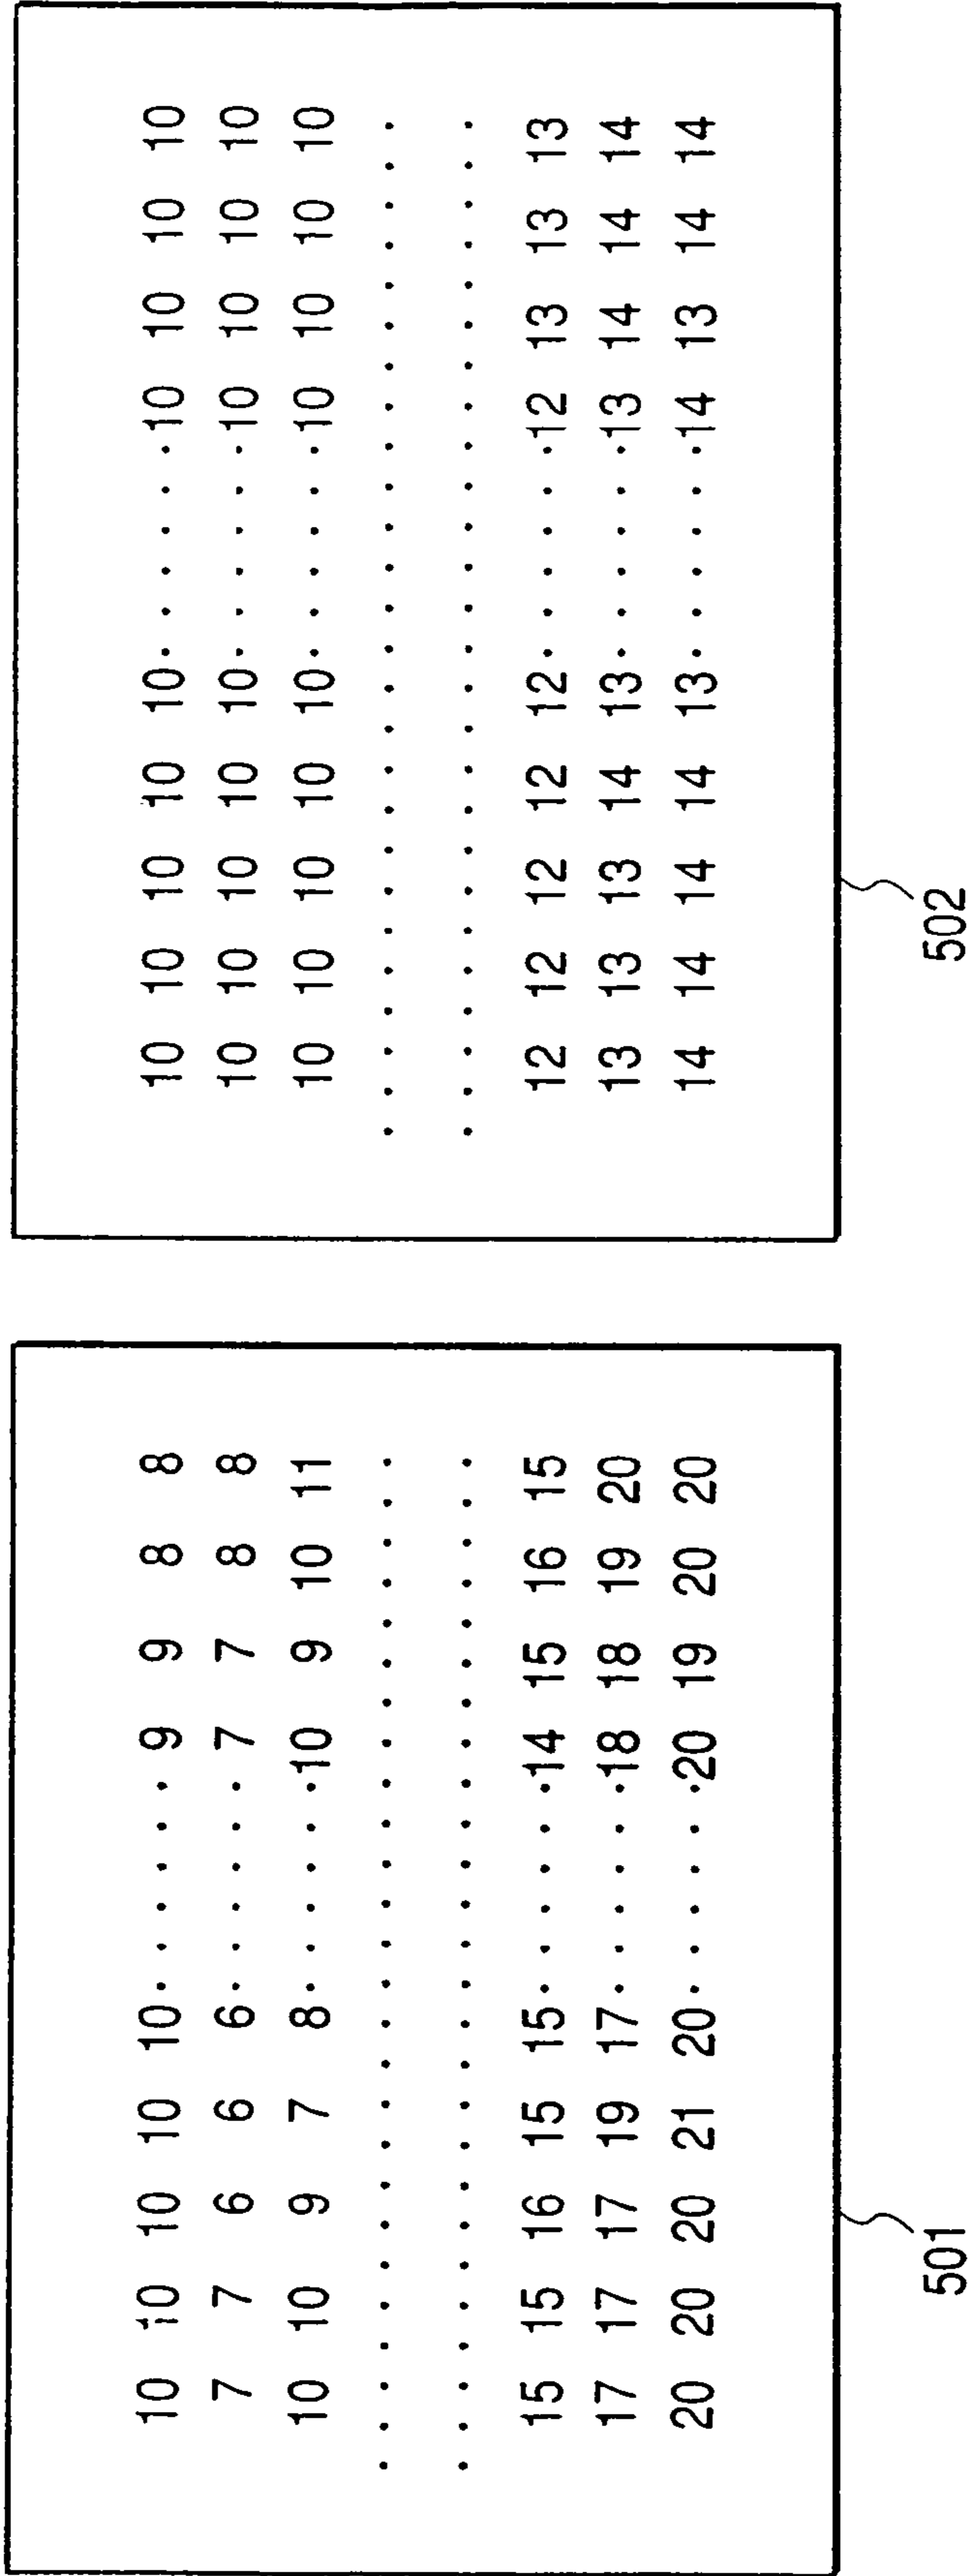 10 10 10 10 10 . . . . . . 9 9 8 8
7 7 6 6 6 . . . . . . 7 7 8 8
10 10 9 7 8 . . . . . . 10 9 10 11
. . . . . . . . . . . . . . . . . . . . . . . . . .
. . . . . . . . . . . . . . . . . . . . . . . . . .
15 15 16 15 15 . . . . . . 14 15 16 15
17 17 17 19 17 . . . . . . 18 18 19 20
20 20 20 21 20 . . . . . . 20 19 20 20
501
10 10 10 10 10 . . . . . . 10 10 10 10
10 10 10 10 10 . . . . . . 10 10 10 10
10 10 10 10 10 . . . . . . 10 10 10 10
. . . . . . . . . . . . . . . . . . . . . . . . . .
. . . . . . . . . . . . . . . . . . . . . . . . . .
12 12 12 12 12 . . . . . . 12 13 13 13
13 13 13 14 13 . . . . . . 13 14 14 14
14 14 14 14 13 . . . . . . 14 13 14 14
502